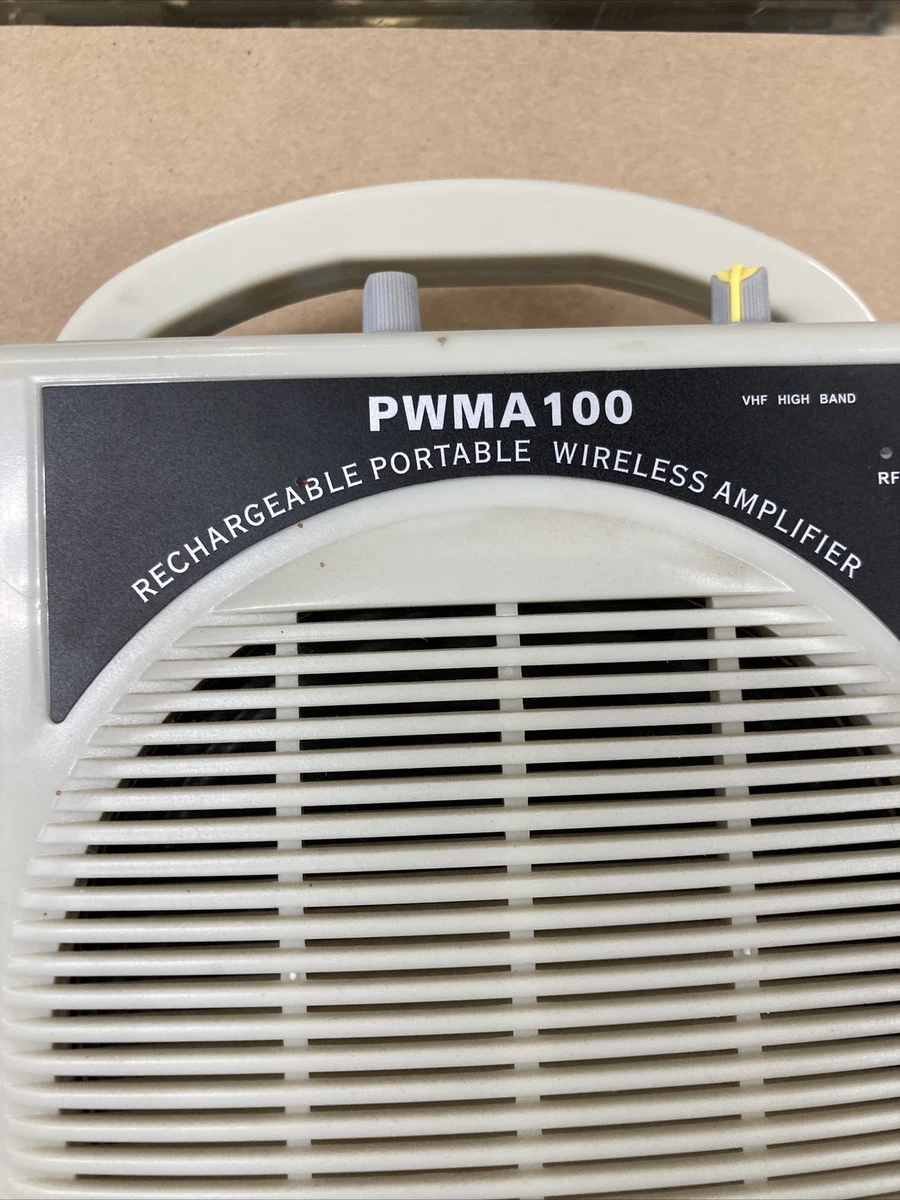 PWMA100
VHF HIGH BAND
RECHARGEABLE PORTABLE WIRELESS AMPLIFIER
RF